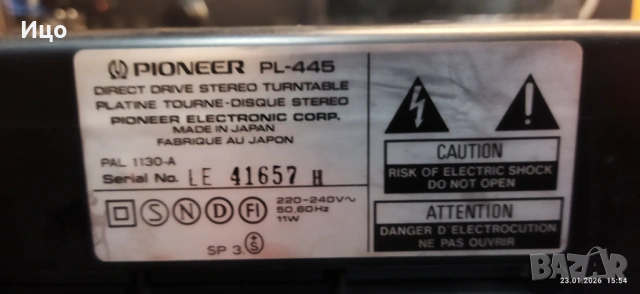 Ицо
PIONEER PL-445
DIRECT DRIVE STEREO TURNTABLE
PLATINE TOURNE-DISQUE STEREO
PIONEER ELECTRONIC CORP.
MADE IN JAPAN
FABRIQUE AU JAPON
PAL 1130-A
Serial No. LE 41657 H
S N D FI
220-240V~
50,60Hz
11W
SP 3. S
CAUTION
RISK OF ELECTRIC SHOCK
DO NOT OPEN
ATTENTION
DANGER D'ELECTROCUTION
NE PAS OUVRIR
BAZAR
23.01.2026 15:54